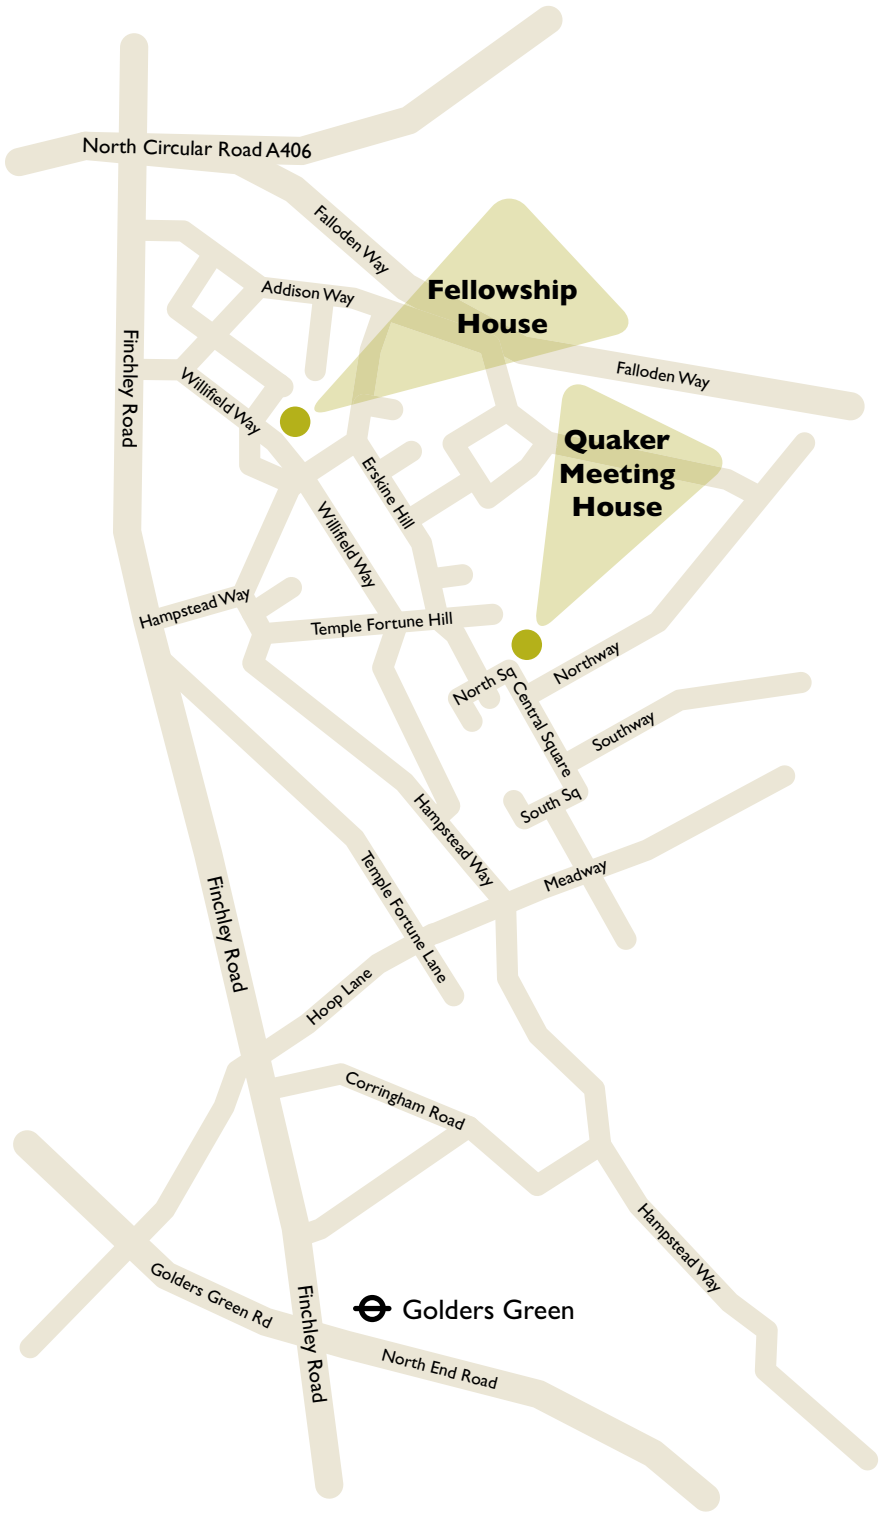 North Circular Road A406
Falloden Way
Addison Way
Fellowship
House
Finchley Road
Willifield Way
Falloden Way
Quaker
Meeting
House
Erskine Hill
Willifield Way
Hampstead Way
Temple Fortune Hill
North Sq
Northway
Central Square
Southway
South Sq
Hampstead Way
Meadway
Temple Fortune Lane
Finchley Road
Hoop Lane
Corringham Road
Hampstead Way
Golders Green Rd
Finchley Road
Golders Green
North End Road